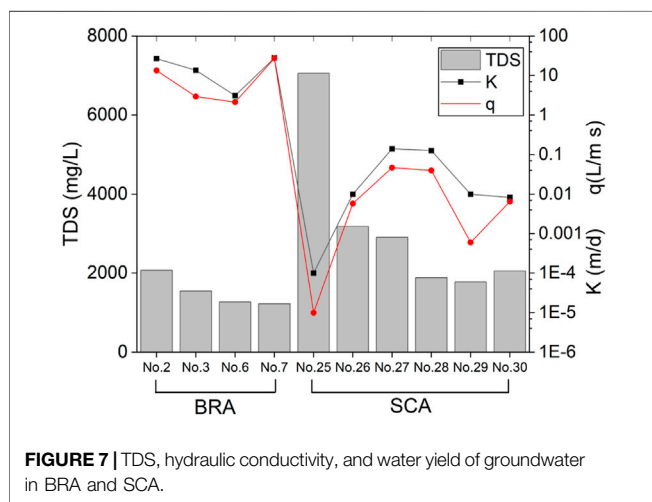 8000
6000
4000
2000
0
TDS (mg/L)
TDS
K
q
100
10
1
0.1
0.01
0.001
1E-4
1E-5
1E-6
K (m/d) q(L/m s)
No.2 No.3 No.6 No.7 No.25 No.26 No.27 No.28 No.29 No.30
BRA SCA
FIGURE 7 | TDS, hydraulic conductivity, and water yield of groundwater
in BRA and SCA.